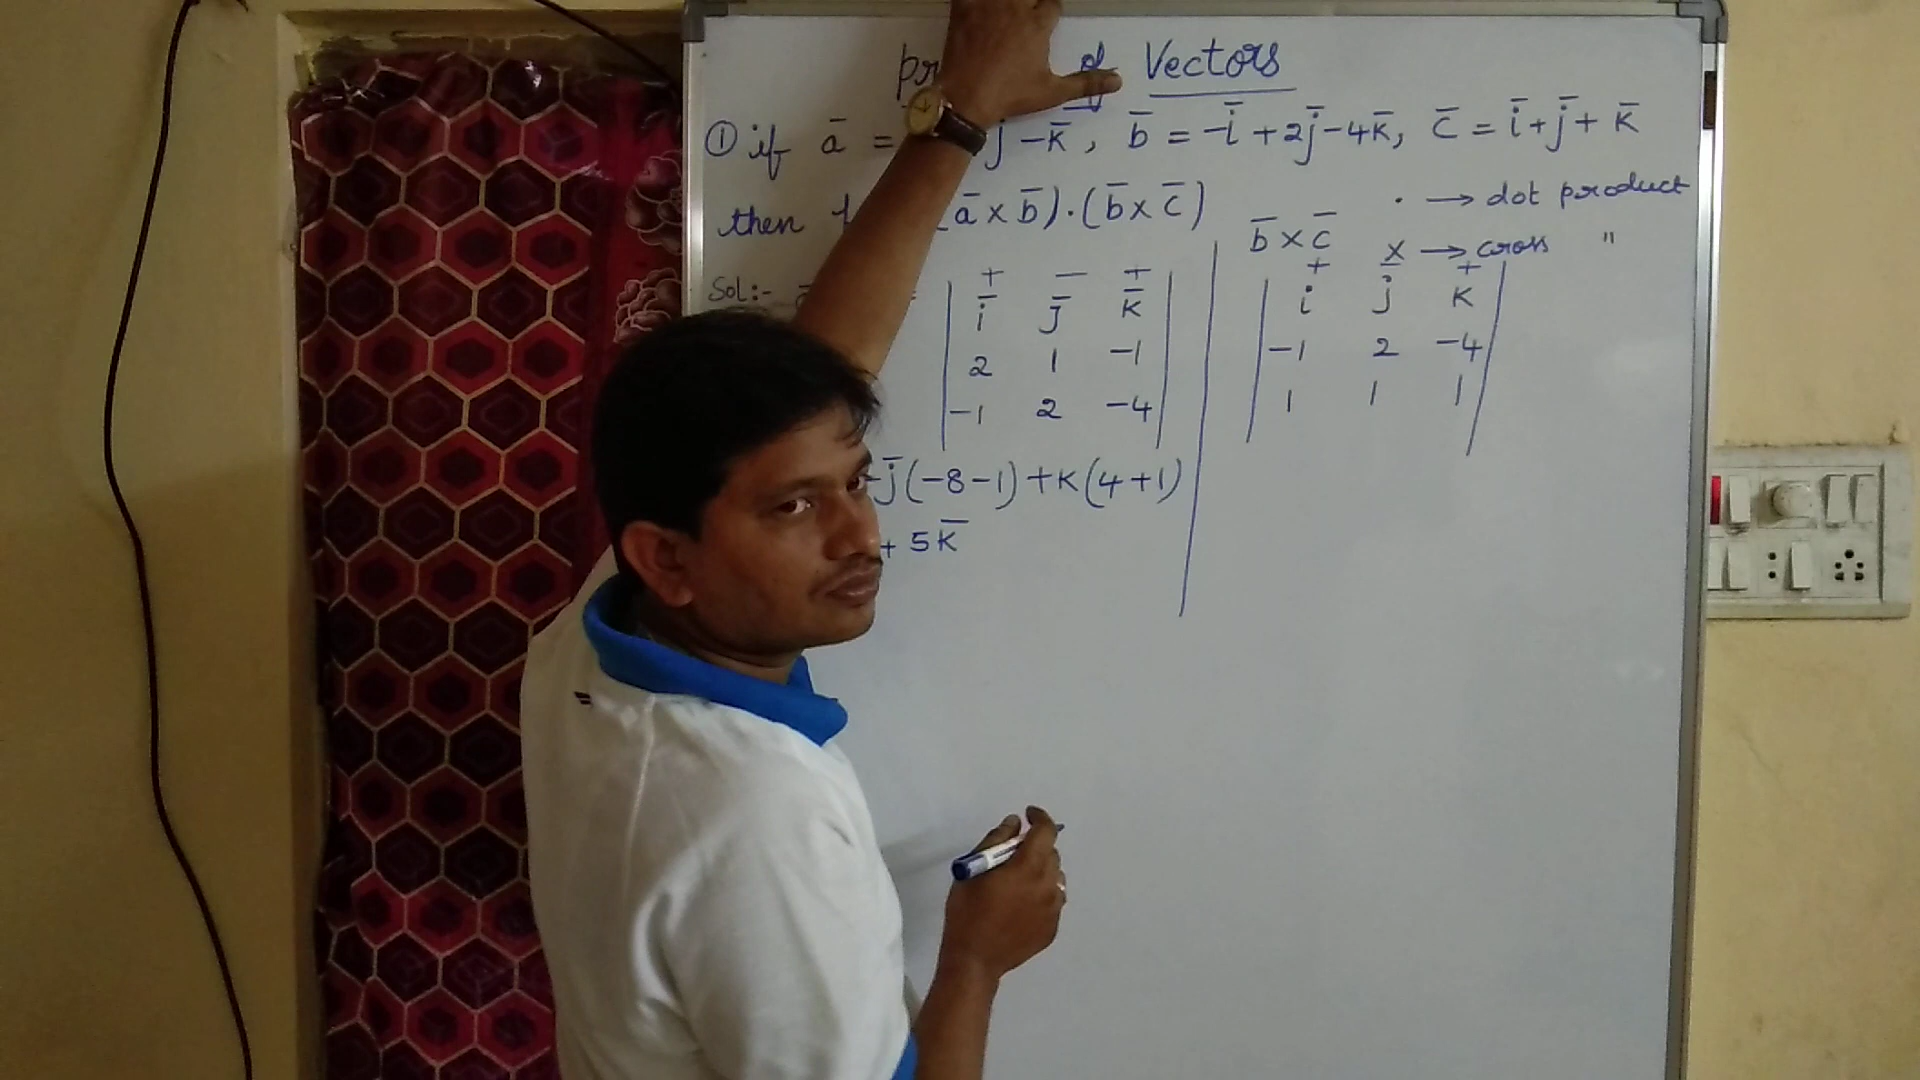 of Vectors
① if a̅ = j - k̅, b̅ = -i̅ + 2j̅ - 4k̅, c̅ = i̅ + j̅ + k̅
then (a̅ × b̅).(b̅ × c̅)
. → dot product
× → cross "
Sol:- =
+ — +
i̅ j̅ k̅
2 1 -1
-1 2 -4
-j̅(-8-1)+k(4+1)
+ 5k̅
b̅ × c̅
+ - +
i j k
-1 2 -4
1 1 1